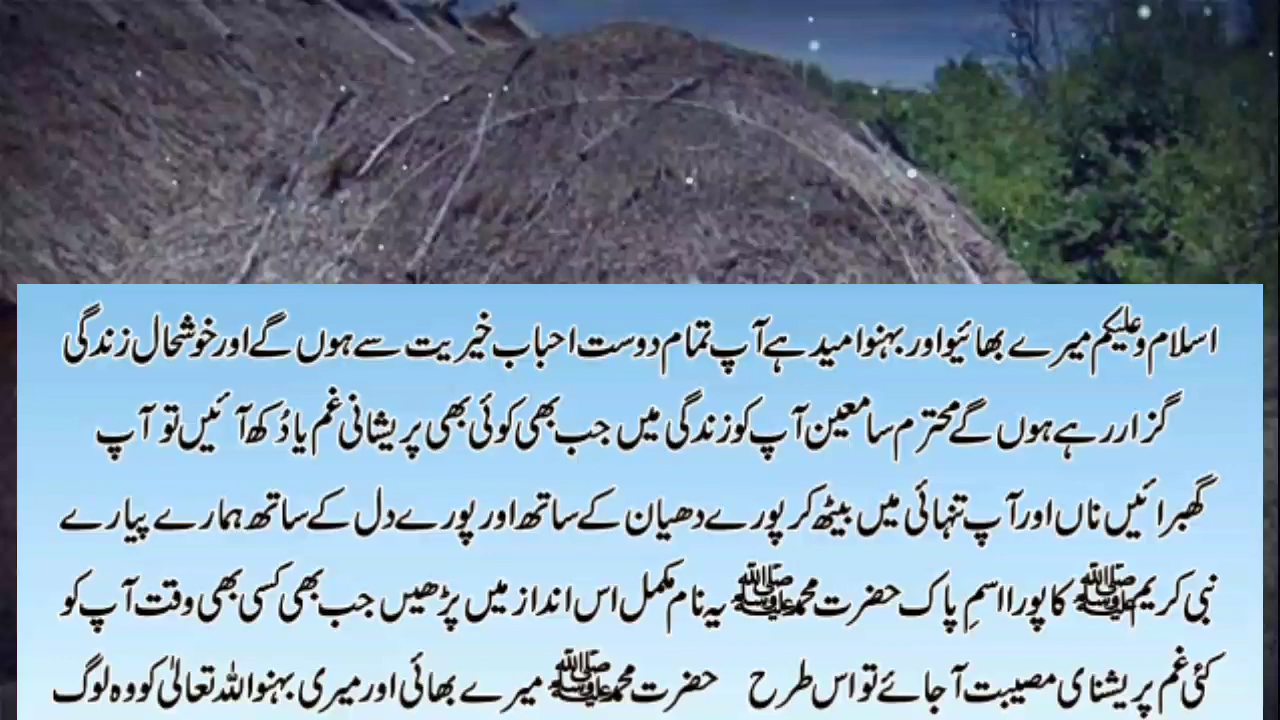 اسلام وعلیکم میرے بھائیو اور بہنو امید ہے آپ تمام دوست احباب خیریت سے ہوں گے اور خوشحال زندگی
گزار رہے ہوں گے محترم سامعین آپ کو زندگی میں جب بھی کوئی بھی پریشانی غم یا دُکھ آئیں تو آپ
گھبرائیں ناں اور آپ تنہائی میں بیٹھ کر پورے دھیان کے ساتھ اور پورے دل کے ساتھ ہمارے پیارے
نبی کریم ﷺ کا پورا اسمِ پاک حضرت محمد ﷺ یہ نام مکمل اس انداز میں پڑھیں جب بھی کسی بھی وقت آپ کو
کئی غم پریشنای مصیبت آجائے تو اس طرح حضرت محمد ﷺ میرے بھائی اور میری بہنو اللہ تعالیٰ کو وہ لوگ